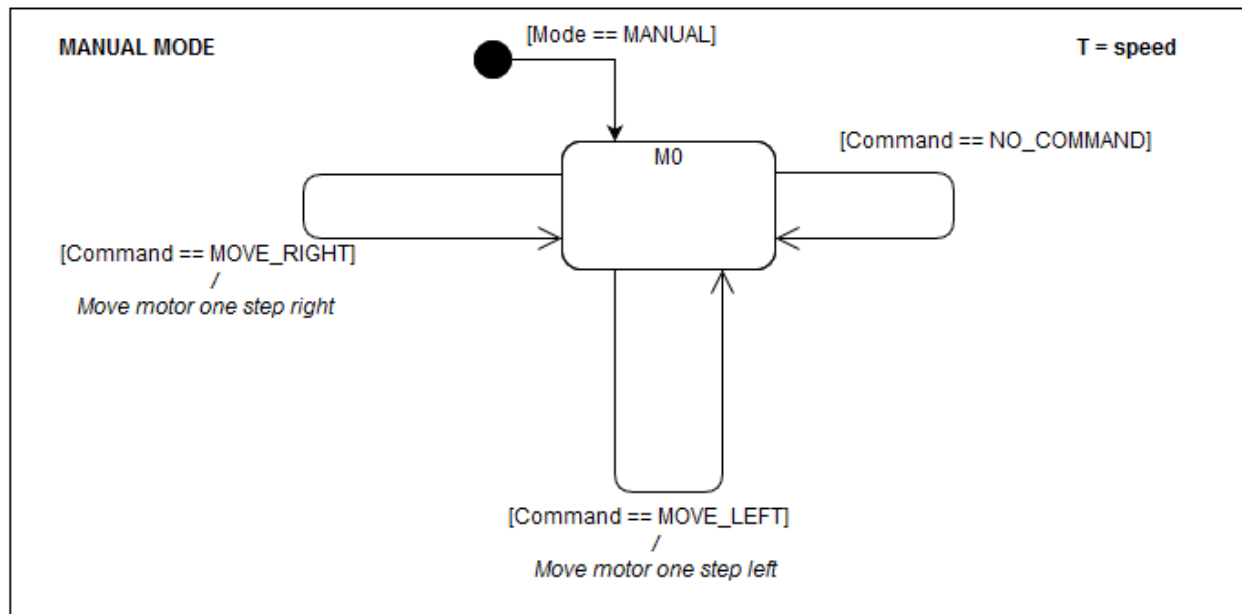 [Mode == MANUAL]
MANUAL MODE
T = speed
[Command == NO_COMMAND]
M0
[Command == MOVE_RIGHT]
/
Move motor one step right
[Command == MOVE_LEFT]
/
Move motor one step left